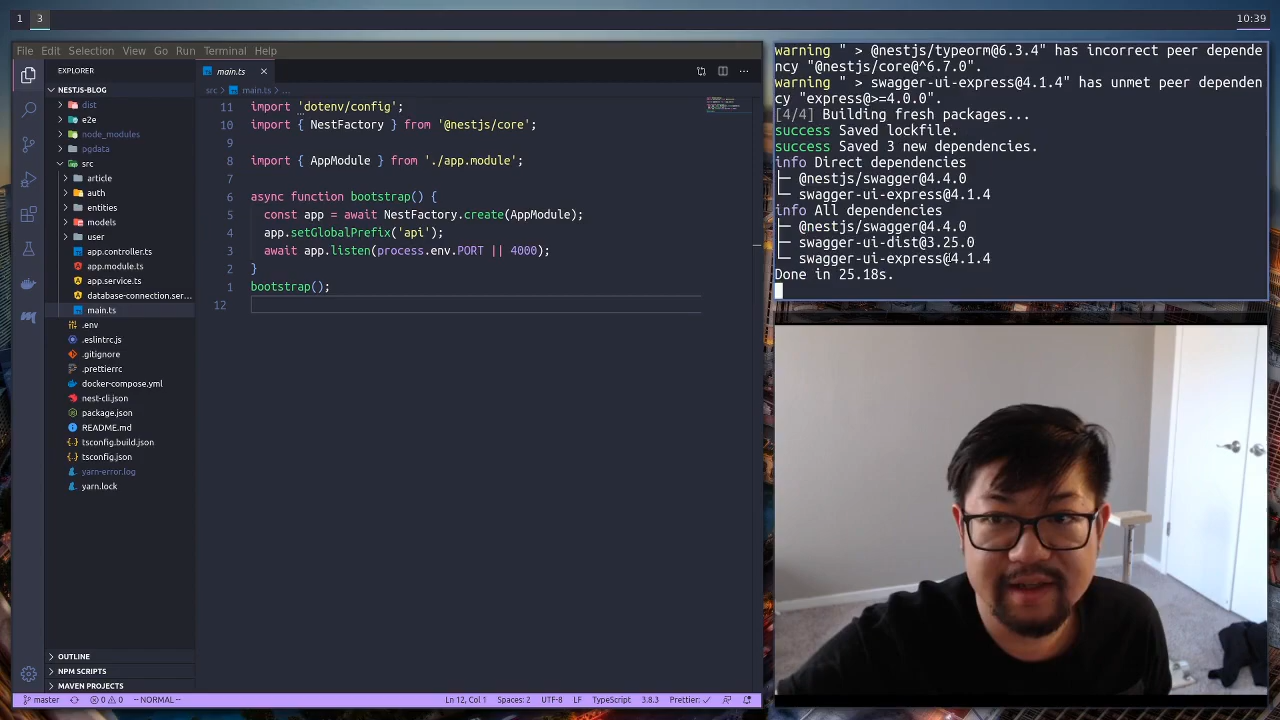 1 3 10:39
File Edit Selection View Go Run Terminal Help
EXPLORER
NESTJS-BLOG
dist
e2e
node_modules
pgdata
src
article
auth
entities
models
user
app.controller.ts
app.module.ts
app.service.ts
database-connection.ser...
main.ts
.env
.eslintrc.js
.gitignore
.prettierrc
docker-compose.yml
nest-cli.json
package.json
README.md
tsconfig.build.json
tsconfig.json
yarn-error.log
yarn.lock
OUTLINE
NPM SCRIPTS
MAVEN PROJECTS
main.ts
src > main.ts > ...
11 import 'dotenv/config';
10 import { NestFactory } from '@nestjs/core';
9
8 import { AppModule } from './app.module';
7
6 async function bootstrap() {
5 const app = await NestFactory.create(AppModule);
4 app.setGlobalPrefix('api');
3 await app.listen(process.env.PORT || 4000);
2 }
1 bootstrap();
12
master 0 0 -- NORMAL -- Ln 12, Col 1 Spaces: 2 UTF-8 LF TypeScript 3.8.3 Prettier: ✓
warning " > @nestjs/typeorm@6.3.4" has incorrect peer depende
ncy "@nestjs/core@^6.7.0".
warning " > swagger-ui-express@4.1.4" has unmet peer dependen
cy "express@>=4.0.0".
[4/4] Building fresh packages...
success Saved lockfile.
success Saved 3 new dependencies.
info Direct dependencies
├─ @nestjs/swagger@4.4.0
└─ swagger-ui-express@4.1.4
info All dependencies
├─ @nestjs/swagger@4.4.0
├─ swagger-ui-dist@3.25.0
└─ swagger-ui-express@4.1.4
Done in 25.18s.